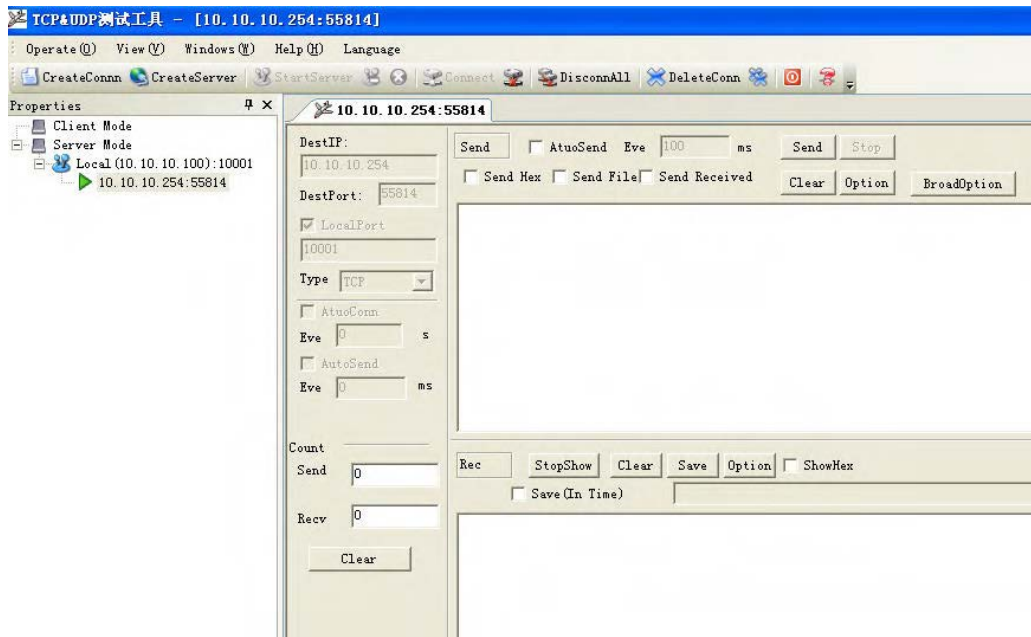 TCP&UDP测试工具 - [10.10.10.254:55814]
Operate(O) View(V) Windows(W) Help(H) Language
CreateConnn CreateServer StartServer Connect DisconnAll DeleteConn
Properties
Client Mode
Server Mode
Local(10.10.10.100):10001
10.10.10.254:55814
10.10.10.254:55814
DestIP:
10.10.10.254
DestPort: 55814
LocalPort
10001
Type TCP
AtuoConn
Eve 0 s
AutoSend
Eve 0 ms
Count
Send 0
Recv 0
Clear
Send AtuoSend Eve 100 ms Send Stop
Send Hex Send File Send Received Clear Option BroadOption
Rec StopShow Clear Save Option ShowHex
Save(In Time)